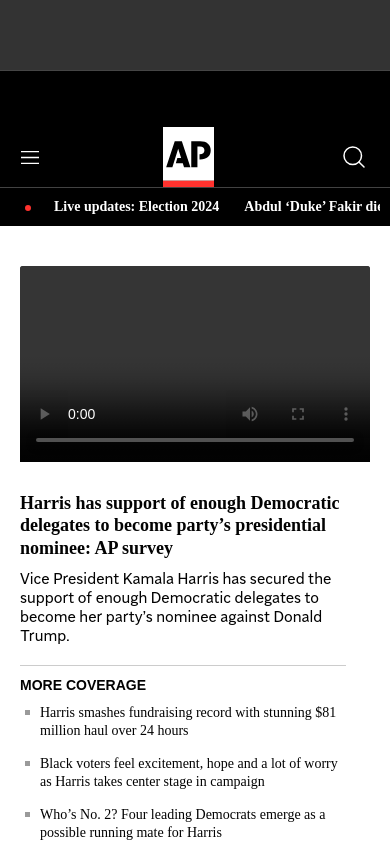 AP
Live updates: Election 2024 Abdul ‘Duke’ Fakir
0:00
Harris has support of enough Democratic
delegates to become party’s presidential
nominee: AP survey
Vice President Kamala Harris has secured the
support of enough Democratic delegates to
become her party’s nominee against Donald
Trump.
MORE COVERAGE
Harris smashes fundraising record with stunning $81
million haul over 24 hours
Black voters feel excitement, hope and a lot of worry
as Harris takes center stage in campaign
Who’s No. 2? Four leading Democrats emerge as a
possible running mate for Harris